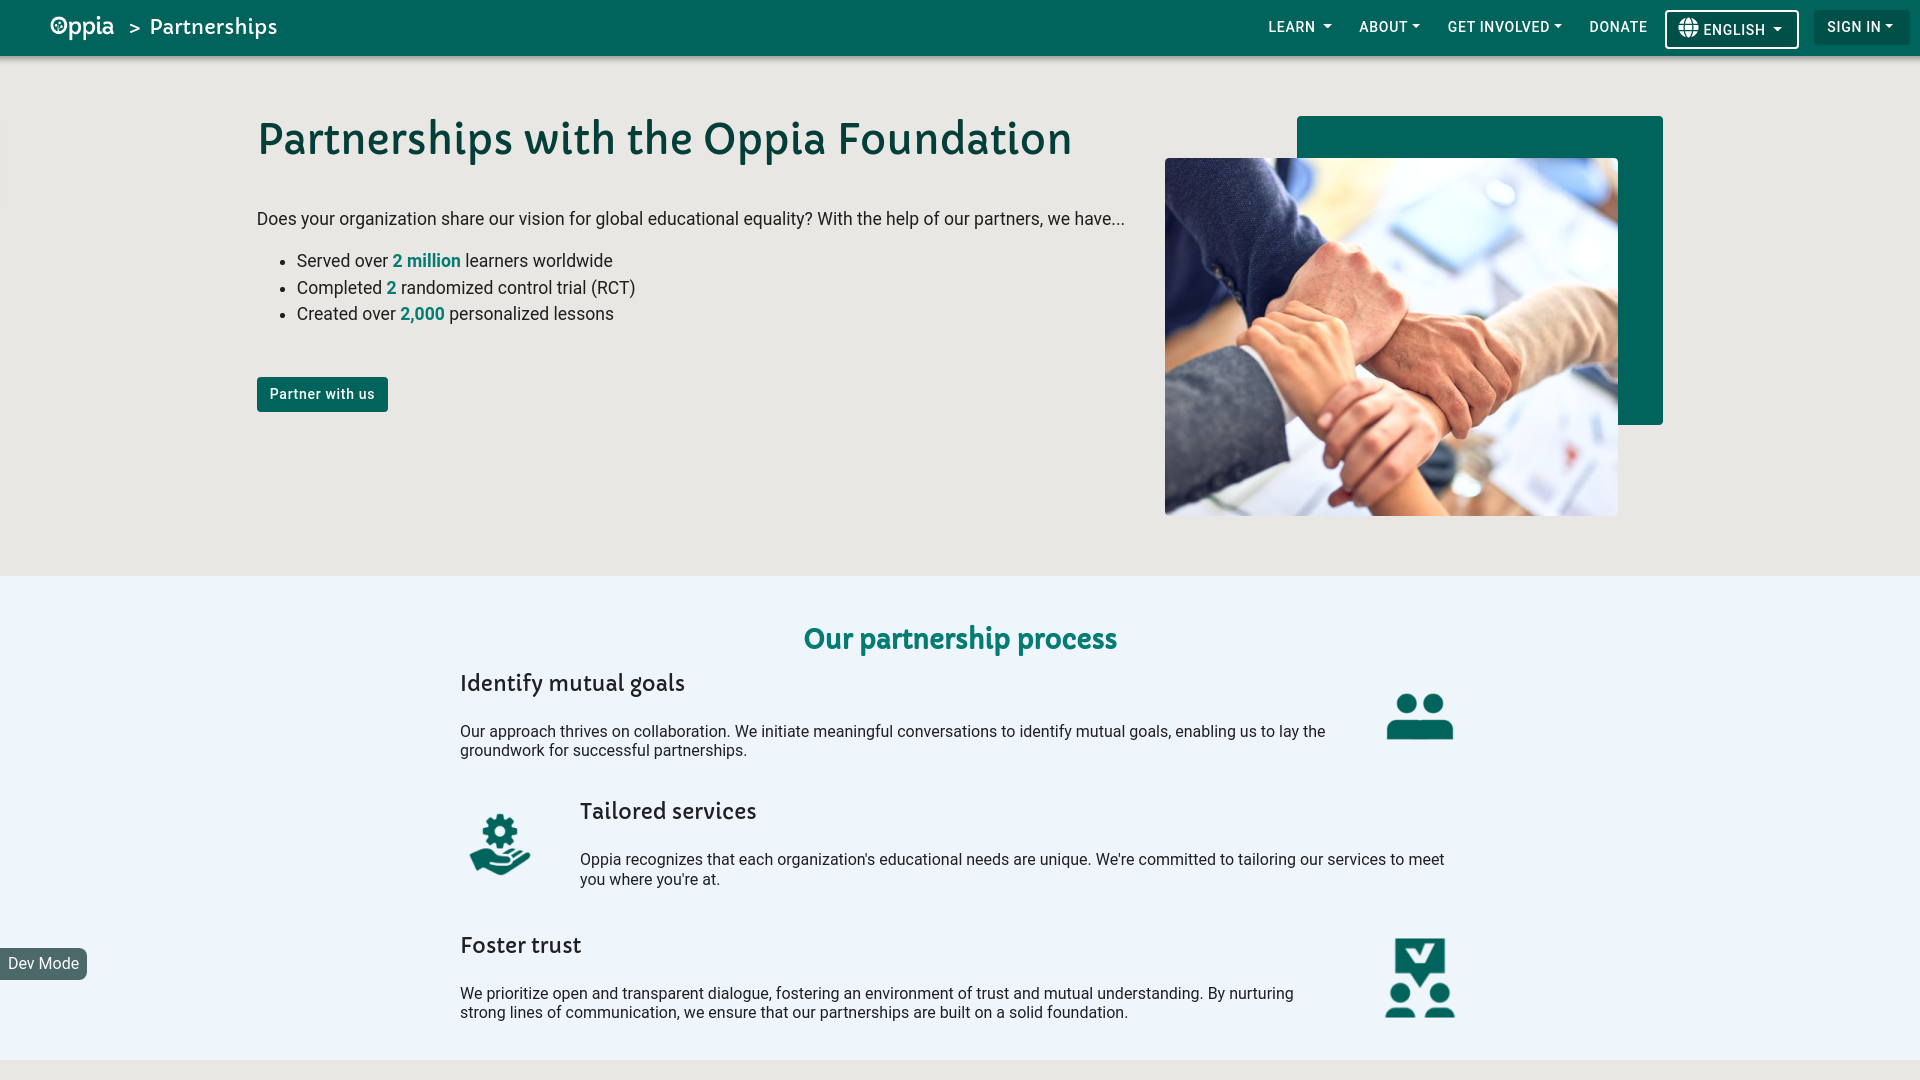 Oppia > Partnerships
LEARN
ABOUT
GET INVOLVED
DONATE
ENGLISH
SIGN IN
Partnerships with the Oppia Foundation
Does your organization share our vision for global educational equality? With the help of our partners, we have...
Served over 2 million learners worldwide
Completed 2 randomized control trial (RCT)
Created over 2,000 personalized lessons
Partner with us
Our partnership process
Identify mutual goals
Our approach thrives on collaboration. We initiate meaningful conversations to identify mutual goals, enabling us to lay the
groundwork for successful partnerships.
Tailored services
Oppia recognizes that each organization's educational needs are unique. We're committed to tailoring our services to meet
you where you're at.
Foster trust
We prioritize open and transparent dialogue, fostering an environment of trust and mutual understanding. By nurturing
strong lines of communication, we ensure that our partnerships are built on a solid foundation.
Dev Mode